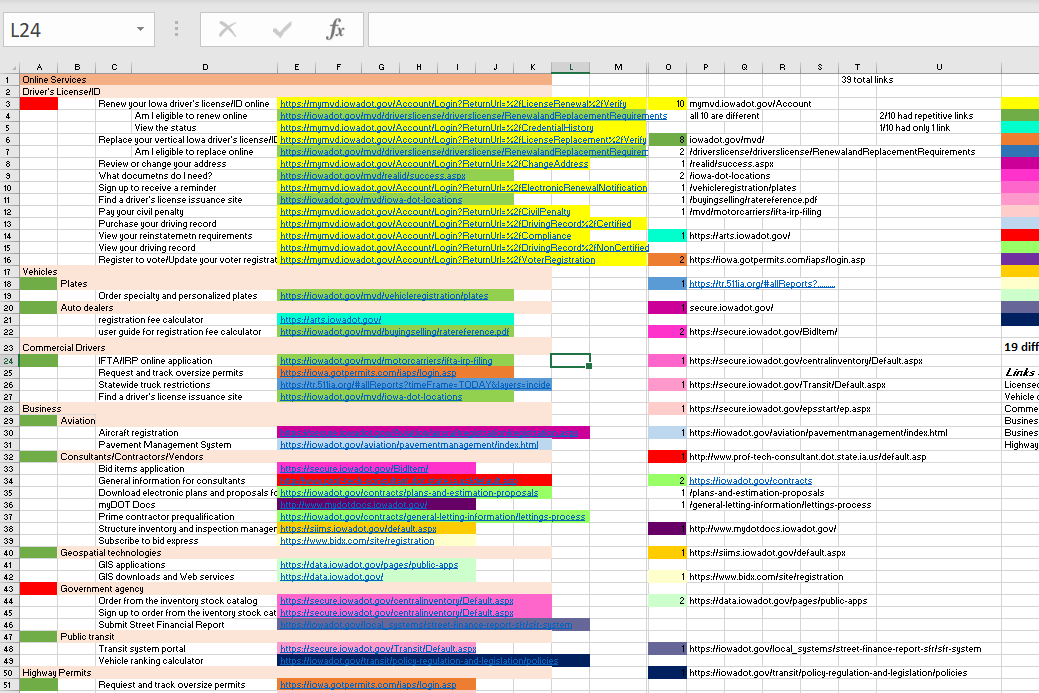 L24
fx
A B C D E F G H I J K L M O P Q R S T U
1 Online Services 39 total links
2 Driver's License/ID
3 Renew your Iowa driver's license/ID online https://mymvd.iowadot.gov/Account/Login?ReturnUrl=%2fLicenseRenewal%2fVerify 10 mymvd.iowadot.gov/Account
4 Am I eligible to renew online https://iowadot.gov/mvd/driverslicense/driverslicense/RenewalandReplacementRequirements all 10 are different 2/10 had repetitive links
5 View the status https://mymvd.iowadot.gov/Account/Login?ReturnUrl=%2fCredentialHistory 1/10 had only 1 link
6 Replace your vertical Iowa driver's license/ID https://mymvd.iowadot.gov/Account/Login?ReturnUrl=%2fLicenseReplacement%2fVerify 8 iowadot.gov/mvd/
7 Am I eligible to replace online https://iowadot.gov/mvd/driverslicense/driverslicense/RenewalandReplacementRequirem 2 /driverslicense/driverslicense/RenewalandReplacementRequirements
8 Review or change your address https://mymvd.iowadot.gov/Account/Login?ReturnUrl=%2fChangeAddress 1 /realid/success.aspx
9 What documetns do I need? https://iowadot.gov/mvd/realid/success.aspx 2 /iowa-dot-locations
10 Sign up to receive a reminder https://mymvd.iowadot.gov/Account/Login?ReturnUrl=%2fElectronicRenewalNotification 1 /vehicleregistration/plates
11 Find a driver's license issuance site https://iowadot.gov/mvd/iowa-dot-locations 1 /buyingselling/ratereference.pdf
12 Pay your civil penalty https://mymvd.iowadot.gov/Account/Login?ReturnUrl=%2fCivilPenalty 1 /mvd/motorcarriers/ifta-irp-filing
13 Purchase your driving record https://mymvd.iowadot.gov/Account/Login?ReturnUrl=%2fDrivingRecord%2fCertified
14 View your reinstatemetn requirements https://mymvd.iowadot.gov/Account/Login?ReturnUrl=%2fCompliance 1 https://arts.iowadot.gov/
15 View your driving record https://mymvd.iowadot.gov/Account/Login?ReturnUrl=%2fDrivingRecord%2fNonCertified
16 Register to vote/Update your voter registrat https://mymvd.iowadot.gov/Account/Login?ReturnUrl=%2fVoterRegistration 2 https://iowa.gotpermits.com/iaps/login.asp
17 Vehicles
18 Plates 1 https://tr.511ia.org/#allReports?.........
19 Order specialty and personalized plates https://iowadot.gov/mvd/vehicleregistration/plates
20 Auto dealers 1 secure.iowadot.gov/
21 registration fee calculator https://arts.iowadot.gov/
22 user guide for registration fee calculator https://iowadot.gov/mvd/buyingselling/ratereference.pdf 2 https://secure.iowadot.gov/BidItem/
23 Commercial Drivers 19 diff
24 IFTA/IRP online application https://iowadot.gov/mvd/motorcarriers/ifta-irp-filing 1 https://secure.iowadot.gov/centralinventory/Default.aspx
25 Request and track oversize permits https://iowa.gotpermits.com/iaps/login.asp Links
26 Statewide truck restrictions https://tr.511ia.org/#allReports?timeFrame=TODAY&layers=incide 1 https://secure.iowadot.gov/Transit/Default.aspx License
27 Find a driver's license issuance site https://iowadot.gov/mvd/iowa-dot-locations Vehicle
28 Business 1 https://secure.iowadot.gov/epsstart/ep.aspx Comme
29 Aviation Busines
30 Aircraft registration 1 https://iowadot.gov/aviation/pavementmanagement/index.html Busines
31 Pavement Management System https://iowadot.gov/aviation/pavementmanagement/index.html Highway
32 Consultants/Contractors/Vendors 1 http://www.prof-tech-consultant.dot.state.ia.us/default.asp
33 Bid items application https://secure.iowadot.gov/BidItem/
34 General information for consultants 2 https://iowadot.gov/contracts
35 Download electronic plans and proposals fo https://iowadot.gov/contracts/plans-and-estimation-proposals 1 /plans-and-estimation-proposals
36 myDOT Docs http://www.mydotdocs.iowadot.gov/ 1 /general-letting-information/lettings-process
37 Prime contractor prequalification https://iowadot.gov/contracts/general-letting-information/lettings-process
38 Structure inventory and inspection manager https://siims.iowadot.gov/default.aspx 1 http://www.mydotdocs.iowadot.gov/
39 Subscribe to bid express https://www.bidx.com/site/registration
40 Geospatial technologies 1 https://siims.iowadot.gov/default.aspx
41 GIS applications https://data.iowadot.gov/pages/public-apps
42 GIS downloads and Web services https://data.iowadot.gov/ 1 https://www.bidx.com/site/registration
43 Government agency
44 Order from the inventory stock catalog https://secure.iowadot.gov/centralinventory/Default.aspx 2 https://data.iowadot.gov/pages/public-apps
45 Sign up to order from the iventory stock cat https://secure.iowadot.gov/centralinventory/Default.aspx
46 Submit Street Financial Report https://iowadot.gov/local_systems/street-finance-report-sfr/sfr-system
47 Public transit
48 Transit system portal https://secure.iowadot.gov/Transit/Default.aspx 1 https://iowadot.gov/local_systems/street-finance-report-sfr/sfr-system
49 Vehicle ranking calculator https://iowadot.gov/transit/policy-regulation-and-legislation/policies
50 Highway Permits 1 https://iowadot.gov/transit/policy-regulation-and-legislation/policies
51 Requiest and track oversize permits https://iowa.gotpermits.com/iaps/login.asp